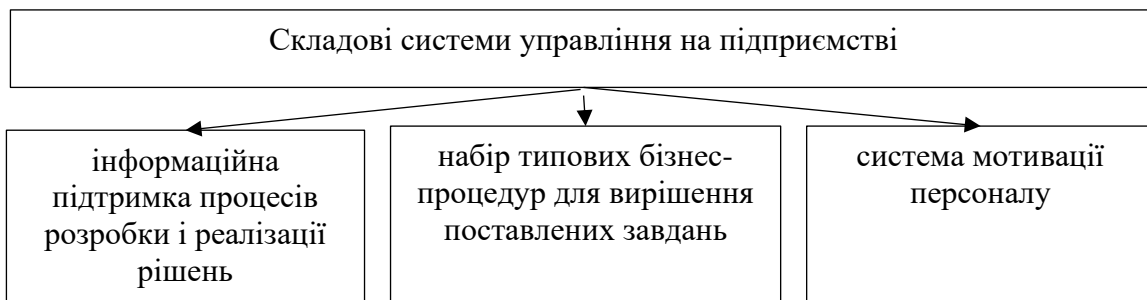 Складові системи управління на підприємстві
інформаційна
підтримка процесів
розробки і реалізації
рішень
набір типових бізнес-
процедур для вирішення
поставлених завдань
система мотивації
персоналу